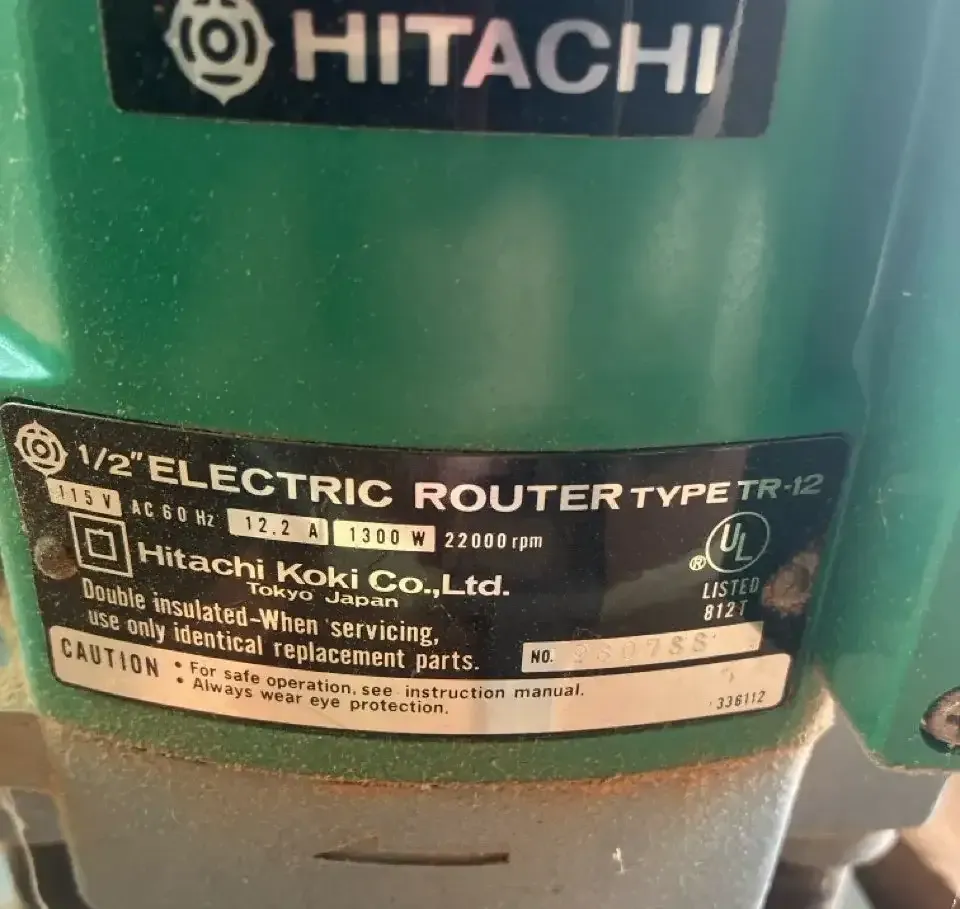 HITACHI
1/2" ELECTRIC ROUTER TYPE TR-12
115V AC 60 Hz 12.2 A 1300 W 22000 rpm
Hitachi Koki Co.,Ltd.
Tokyo Japan
Double insulated-When servicing,
use only identical replacement parts.
® UL
LISTED
812T
NO.
CAUTION
• For safe operation, see instruction manual.
• Always wear eye protection.
336112